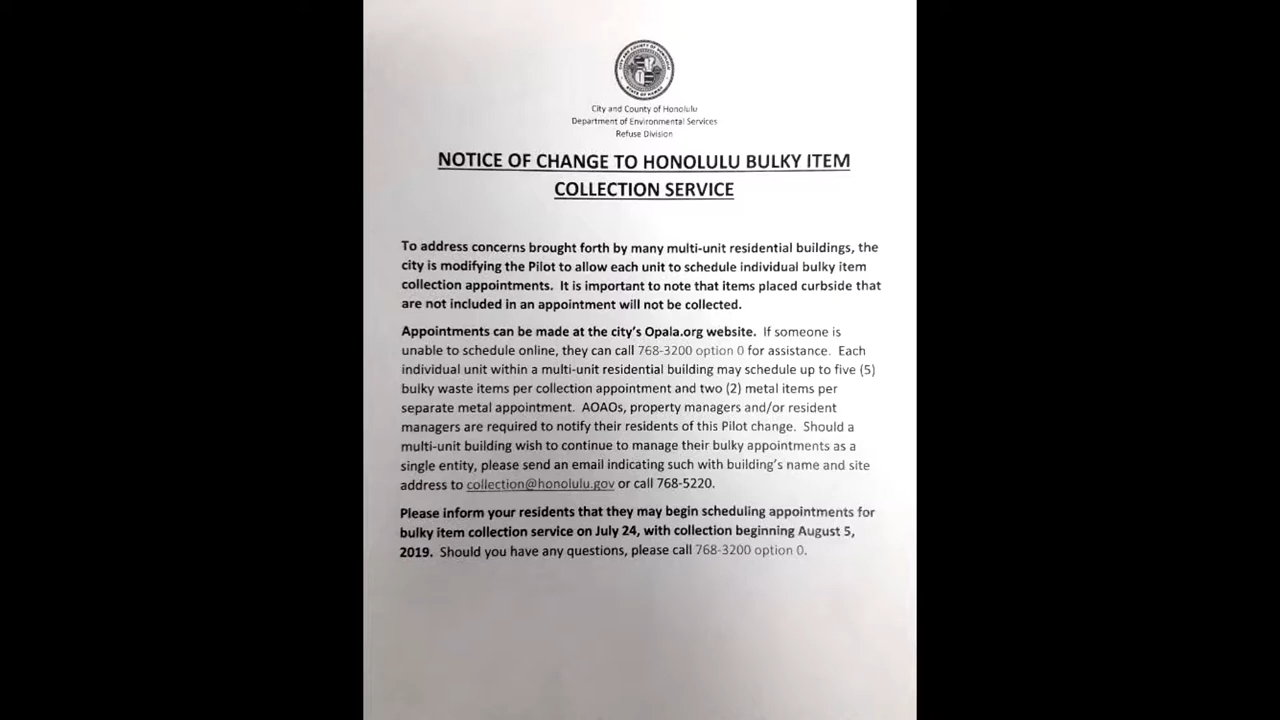 CITY AND COUNTY OF HONOLULU
STATE OF HAWAII
City and County of Honolulu
Department of Environmental Services
Refuse Division
NOTICE OF CHANGE TO HONOLULU BULKY ITEM
COLLECTION SERVICE
To address concerns brought forth by many multi-unit residential buildings, the
city is modifying the Pilot to allow each unit to schedule individual bulky item
collection appointments. It is important to note that items placed curbside that
are not included in an appointment will not be collected.
Appointments can be made at the city's Opala.org website. If someone is
unable to schedule online, they can call 768-3200 option 0 for assistance. Each
individual unit within a multi-unit residential building may schedule up to five (5)
bulky waste items per collection appointment and two (2) metal items per
separate metal appointment. AOAOs, property managers and/or resident
managers are required to notify their residents of this Pilot change. Should a
multi-unit building wish to continue to manage their bulky appointments as a
single entity, please send an email indicating such with building's name and site
address to collection@honolulu.gov or call 768-5220.
Please inform your residents that they may begin scheduling appointments for
bulky item collection service on July 24, with collection beginning August 5,
2019. Should you have any questions, please call 768-3200 option 0.